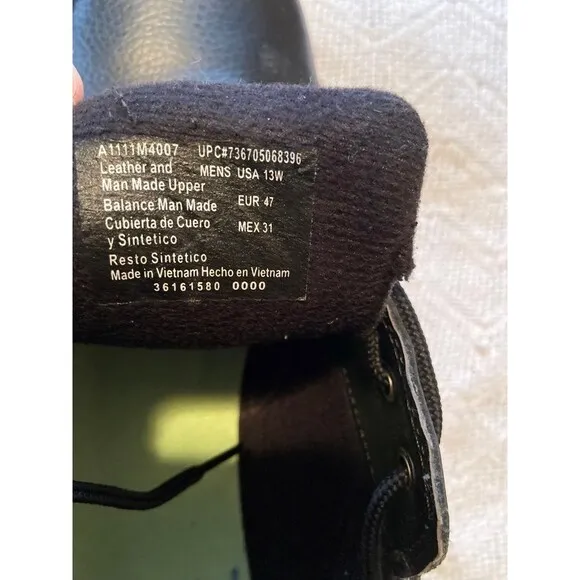 A1111M4007 UPC#736705068396
Leather and MENS USA 13W
Man Made Upper
Balance Man Made EUR 47
Cubierta de Cuero MEX 31
y Sintetico
Resto Sintetico
Made in Vietnam Hecho en Vietnam
36161580 0000